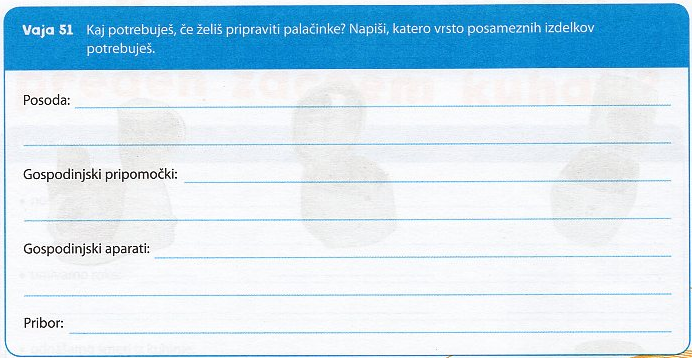 Vaja 51 Kaj potrebuješ, če želiš pripraviti palačinke? Napiši, katero vrsto posameznih izdelkov
potrebuješ.
Posoda:
Gospodinjski pripomočki:
Gospodinjski aparati:
Pribor: